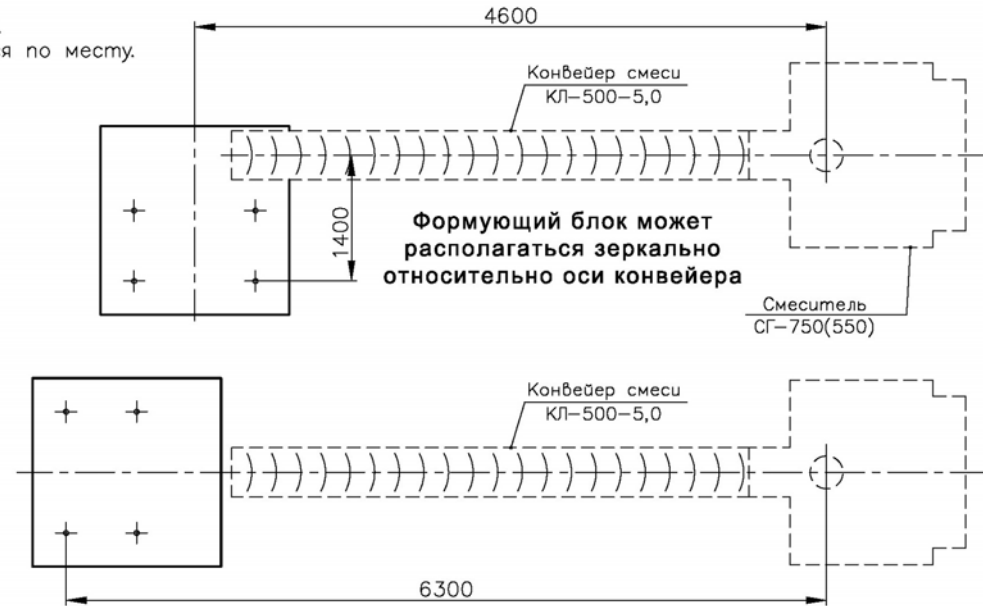 4600
я по месту.
Конвейер смеси
КЛ-500-5,0
1400
Формующий блок может
располагаться зеркально
относительно оси конвейера
Смеситель
СГ-750(550)
Конвейер смеси
КЛ-500-5,0
6300